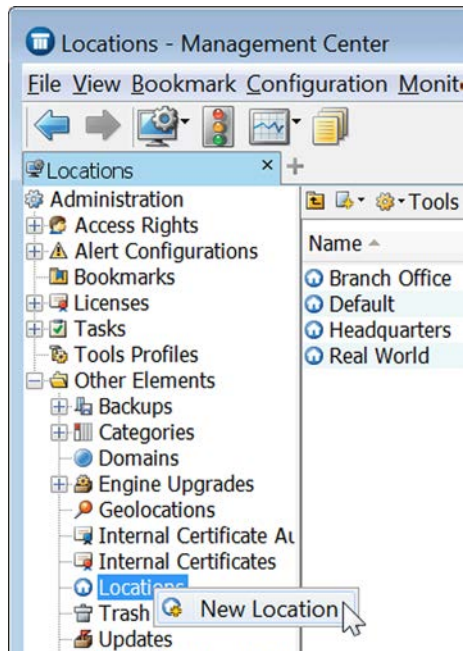 Locations - Management Center
File View Bookmark Configuration
Locations
Administration
Access Rights
Alert Configurations
Bookmarks
Licenses
Tasks
Tools Profiles
Other Elements
Backups
Categories
Domains
Engine Upgrades
Geolocations
Internal Certificate
Internal Certificates
Locations
New Location
Trash
Updates
Tools
Name
Branch Office
Default
Headquarters
Real World